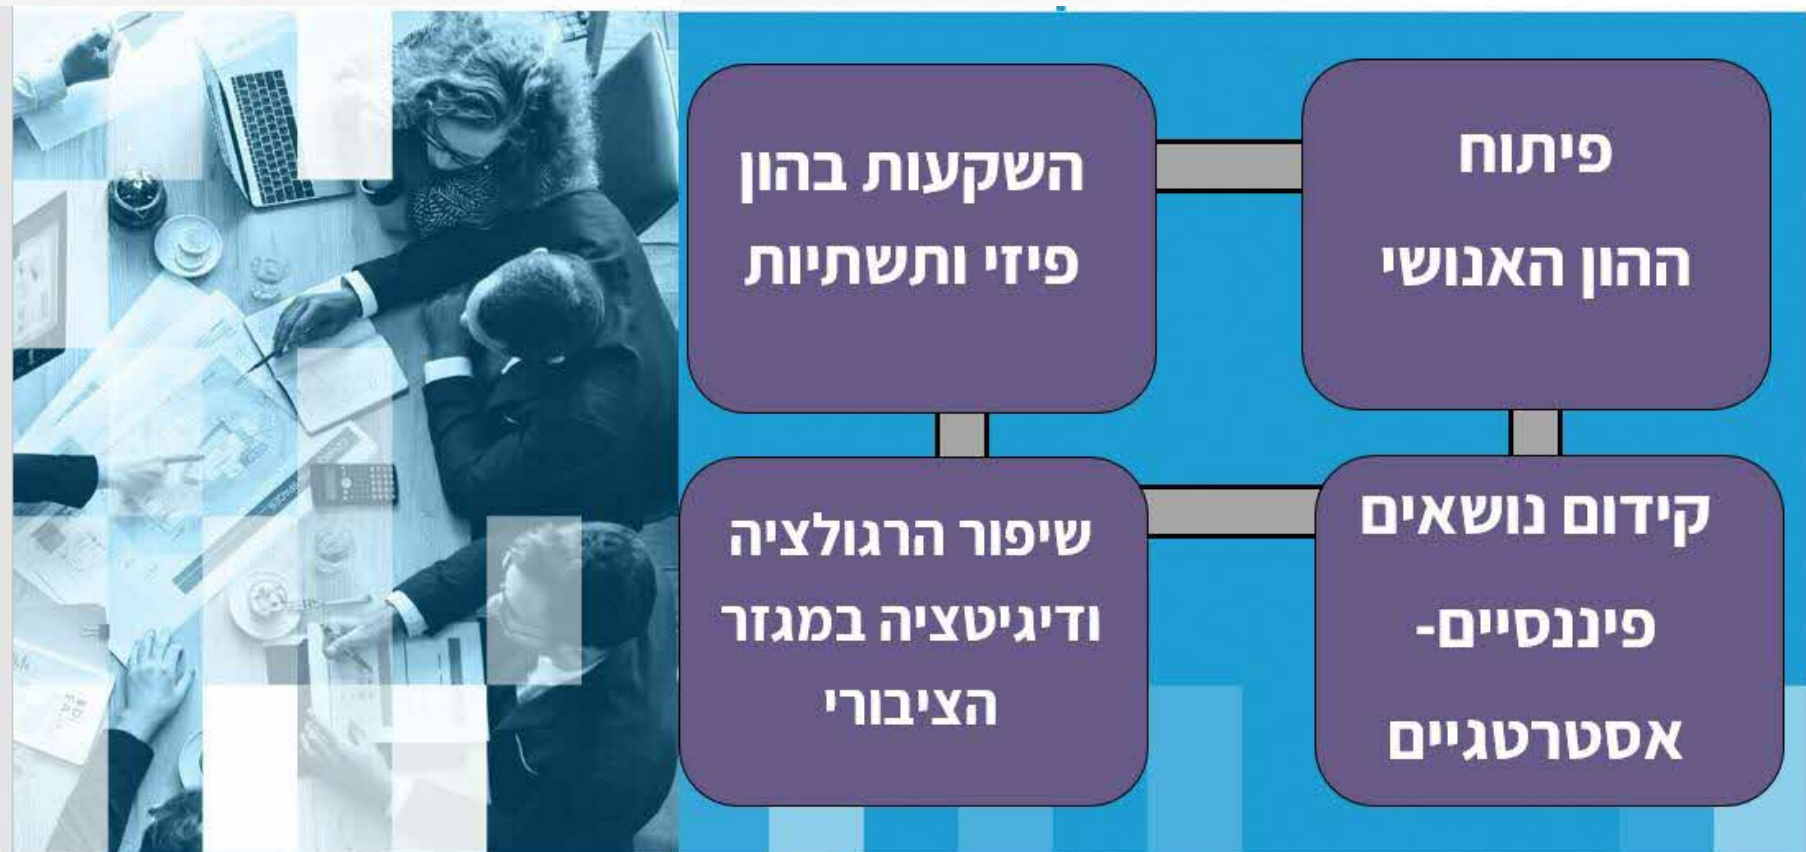 פיתוח
ההון האנושי
השקעות בהון
פיזי ותשתיות
קידום נושאים
פיננסיים-
אסטרטגיים
שיפור הרגולציה
ודיגיטציה במגזר
הציבורי